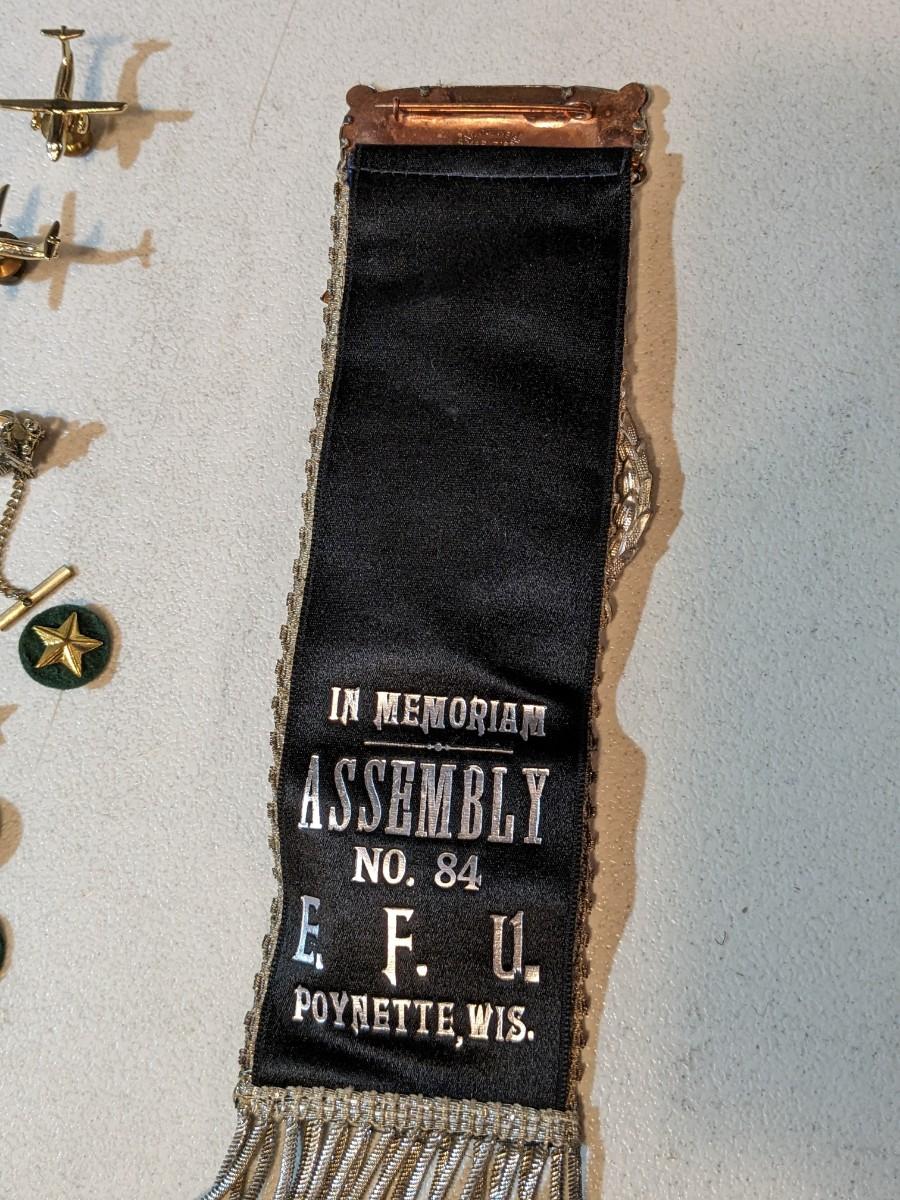 IN MEMORIAM
ASSEMBLY
NO. 84
E. F. U.
POYNETTE, WIS.